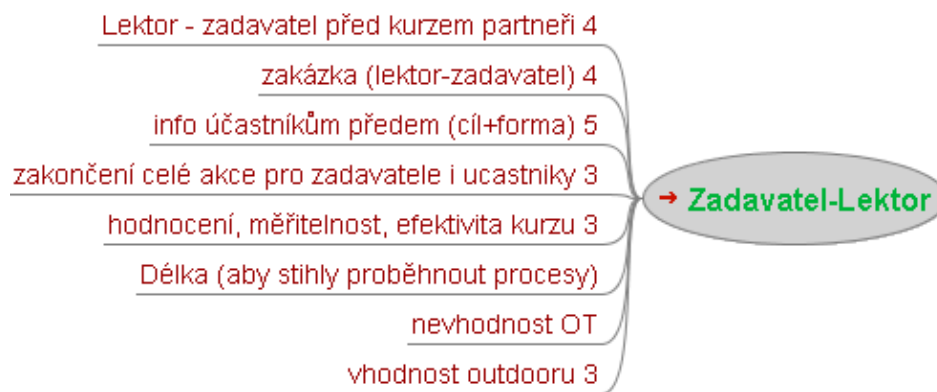 Lektor - zadavatel před kurzem partneři 4
zakázka (lektor-zadavatel) 4
info účastníkům předem (cíl+forma) 5
zakončení celé akce pro zadavatele i ucastniky 3
hodnocení, měřitelnost, efektivita kurzu 3
Délka (aby stihly proběhnout procesy)
nevhodnost OT
vhodnost outdooru 3
Zadavatel-Lektor